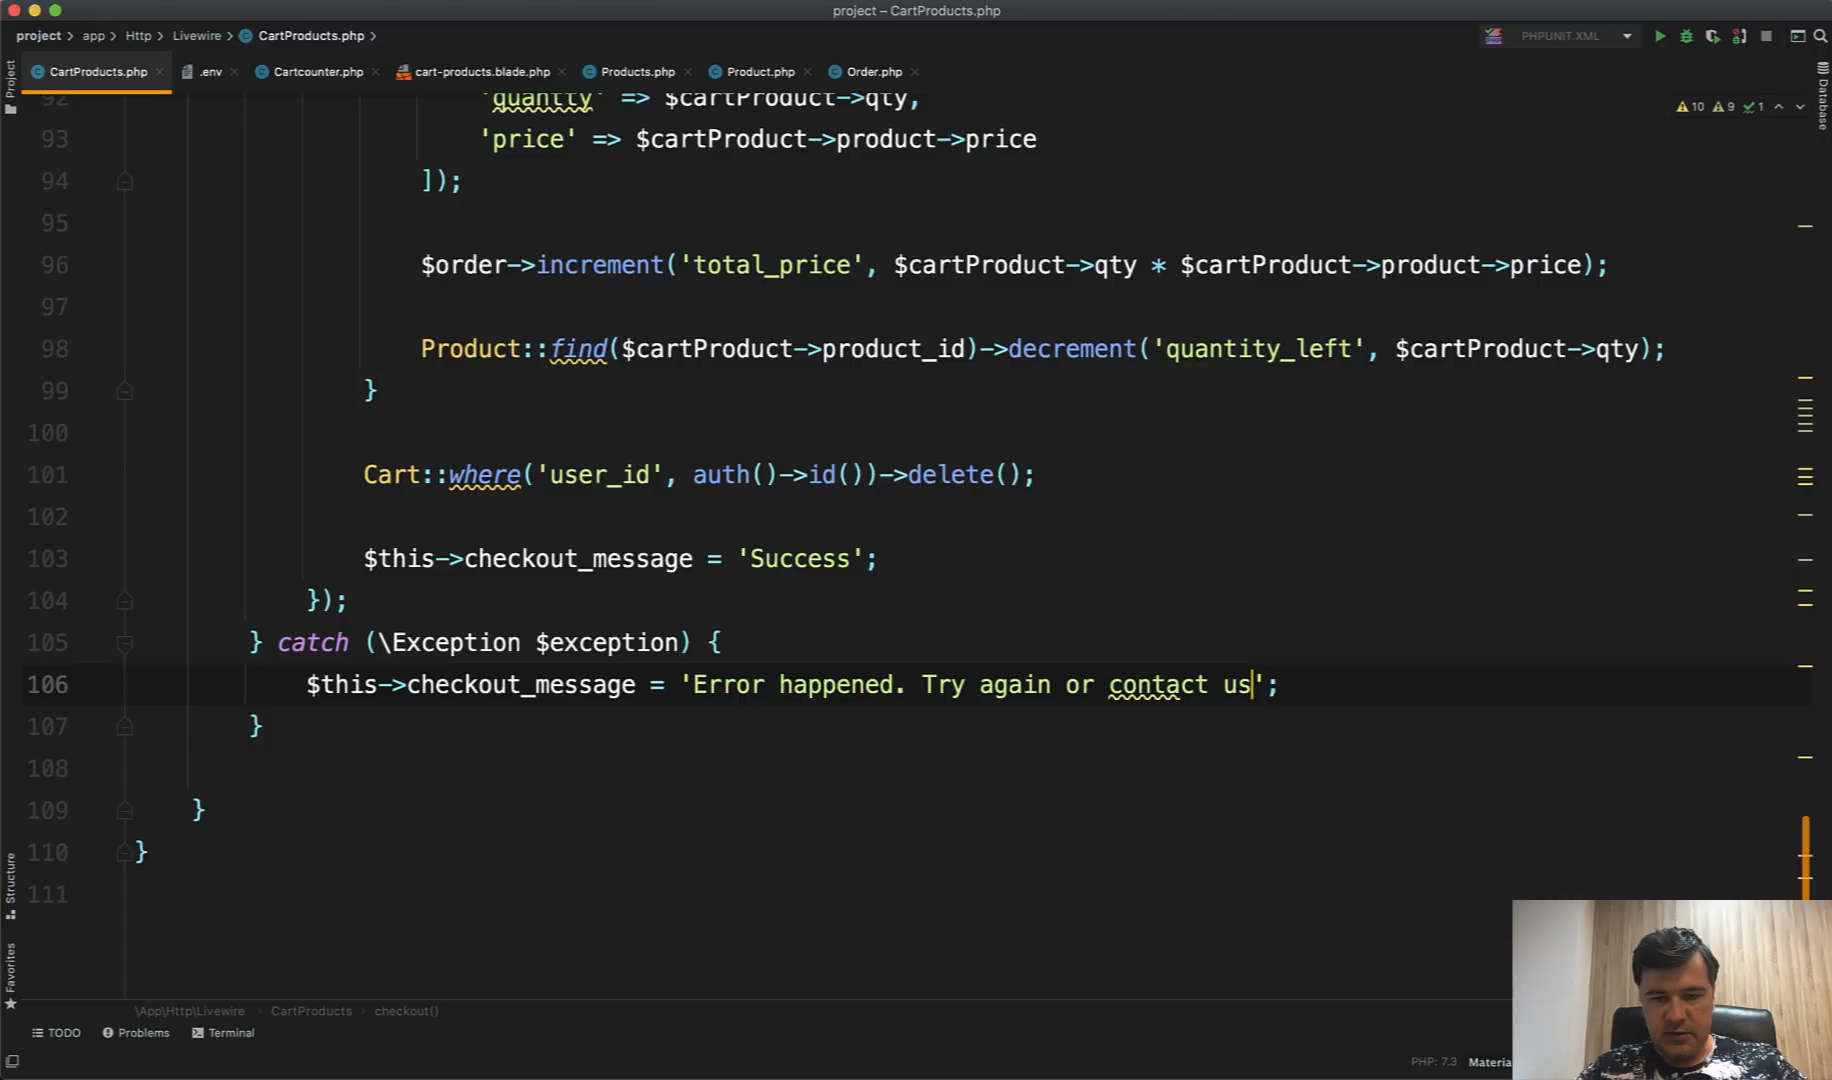 project – CartProducts.php
project > app > Http > Livewire > CartProducts.php >
PHPUNIT.XML
CartProducts.php .env Cartcounter.php cart-products.blade.php Products.php Product.php Order.php
Project
Database
10 9 1
92 'quantty' => $cartProduct->qty,
93 'price' => $cartProduct->product->price
94 ]);
95
96 $order->increment('total_price', $cartProduct->qty * $cartProduct->product->price);
97
98 Product::find($cartProduct->product_id)->decrement('quantity_left', $cartProduct->qty);
99 }
100
101 Cart::where('user_id', auth()->id())->delete();
102
103 $this->checkout_message = 'Success';
104 });
105 } catch (\Exception $exception) {
106 $this->checkout_message = 'Error happened. Try again or contact us';
107 }
108
109 }
110 }
111
Structure
Favorites
\App\Http\Livewire > CartProducts > checkout()
TODO Problems Terminal
PHP: 7.3 Materia